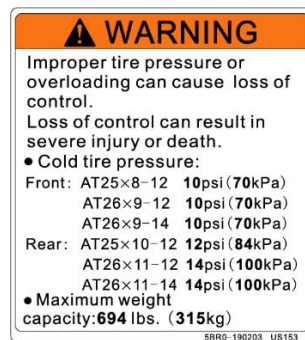 WARNING
Improper tire pressure or
overloading can cause loss of
control.
Loss of control can result in
severe injury or death.
● Cold tire pressure:
Front: AT25×8-12 10psi(70kPa)
AT26×9-12 10psi(70kPa)
AT26×9-14 10psi(70kPa)
Rear: AT25×10-12 12psi(84kPa)
AT26×11-12 14psi(100kPa)
AT26×11-14 14psi(100kPa)
● Maximum weight
capacity:694 lbs. (315kg)
5BR0-190203 US153